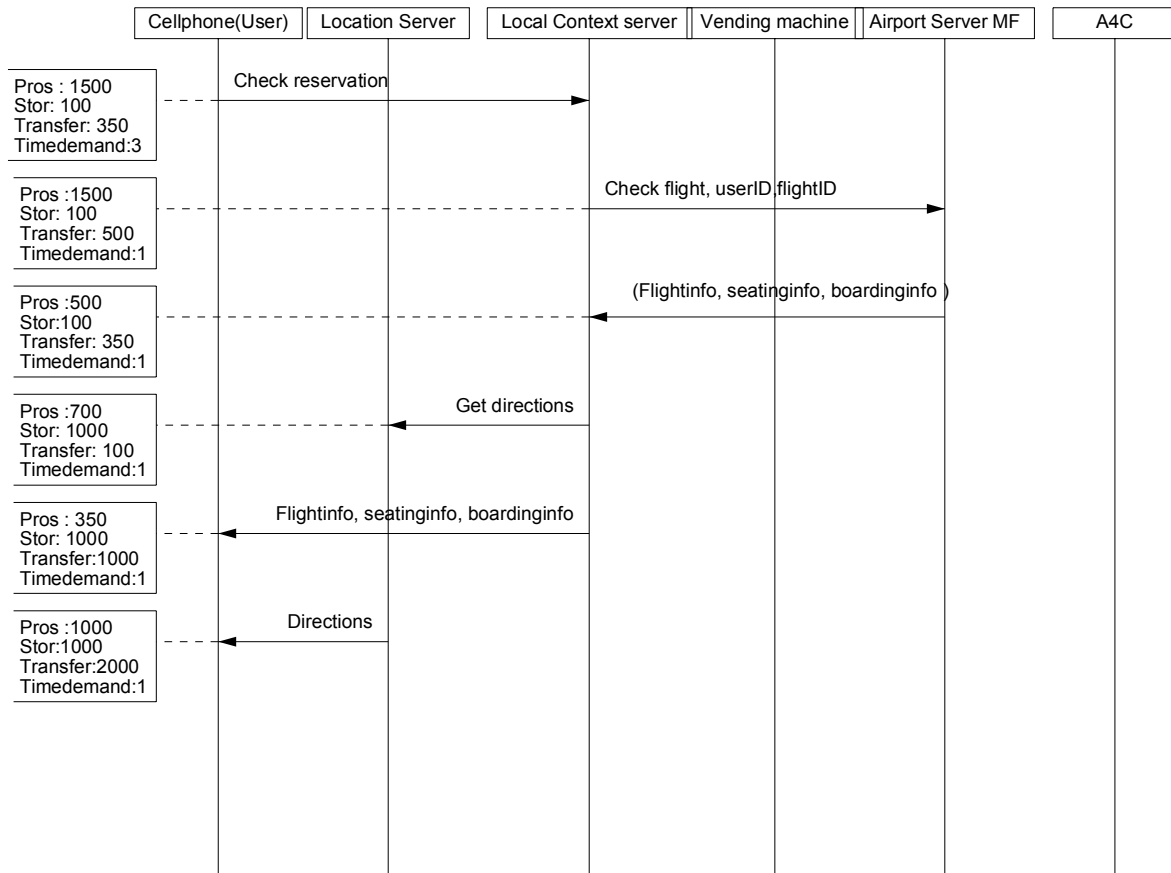 Cellphone(User)
Location Server
Local Context server
Vending machine
Airport Server MF
A4C
Pros : 1500
Stor: 100
Transfer: 350
Timedemand:3
Check reservation
Pros :1500
Stor: 100
Transfer: 500
Timedemand:1
Check flight, userID,flightID
Pros :500
Stor:100
Transfer: 350
Timedemand:1
(Flightinfo, seatinginfo, boardinginfo )
Pros :700
Stor: 1000
Transfer: 100
Timedemand:1
Get directions
Pros : 350
Stor: 1000
Transfer:1000
Timedemand:1
Flightinfo, seatinginfo, boardinginfo
Pros :1000
Stor:1000
Transfer:2000
Timedemand:1
Directions